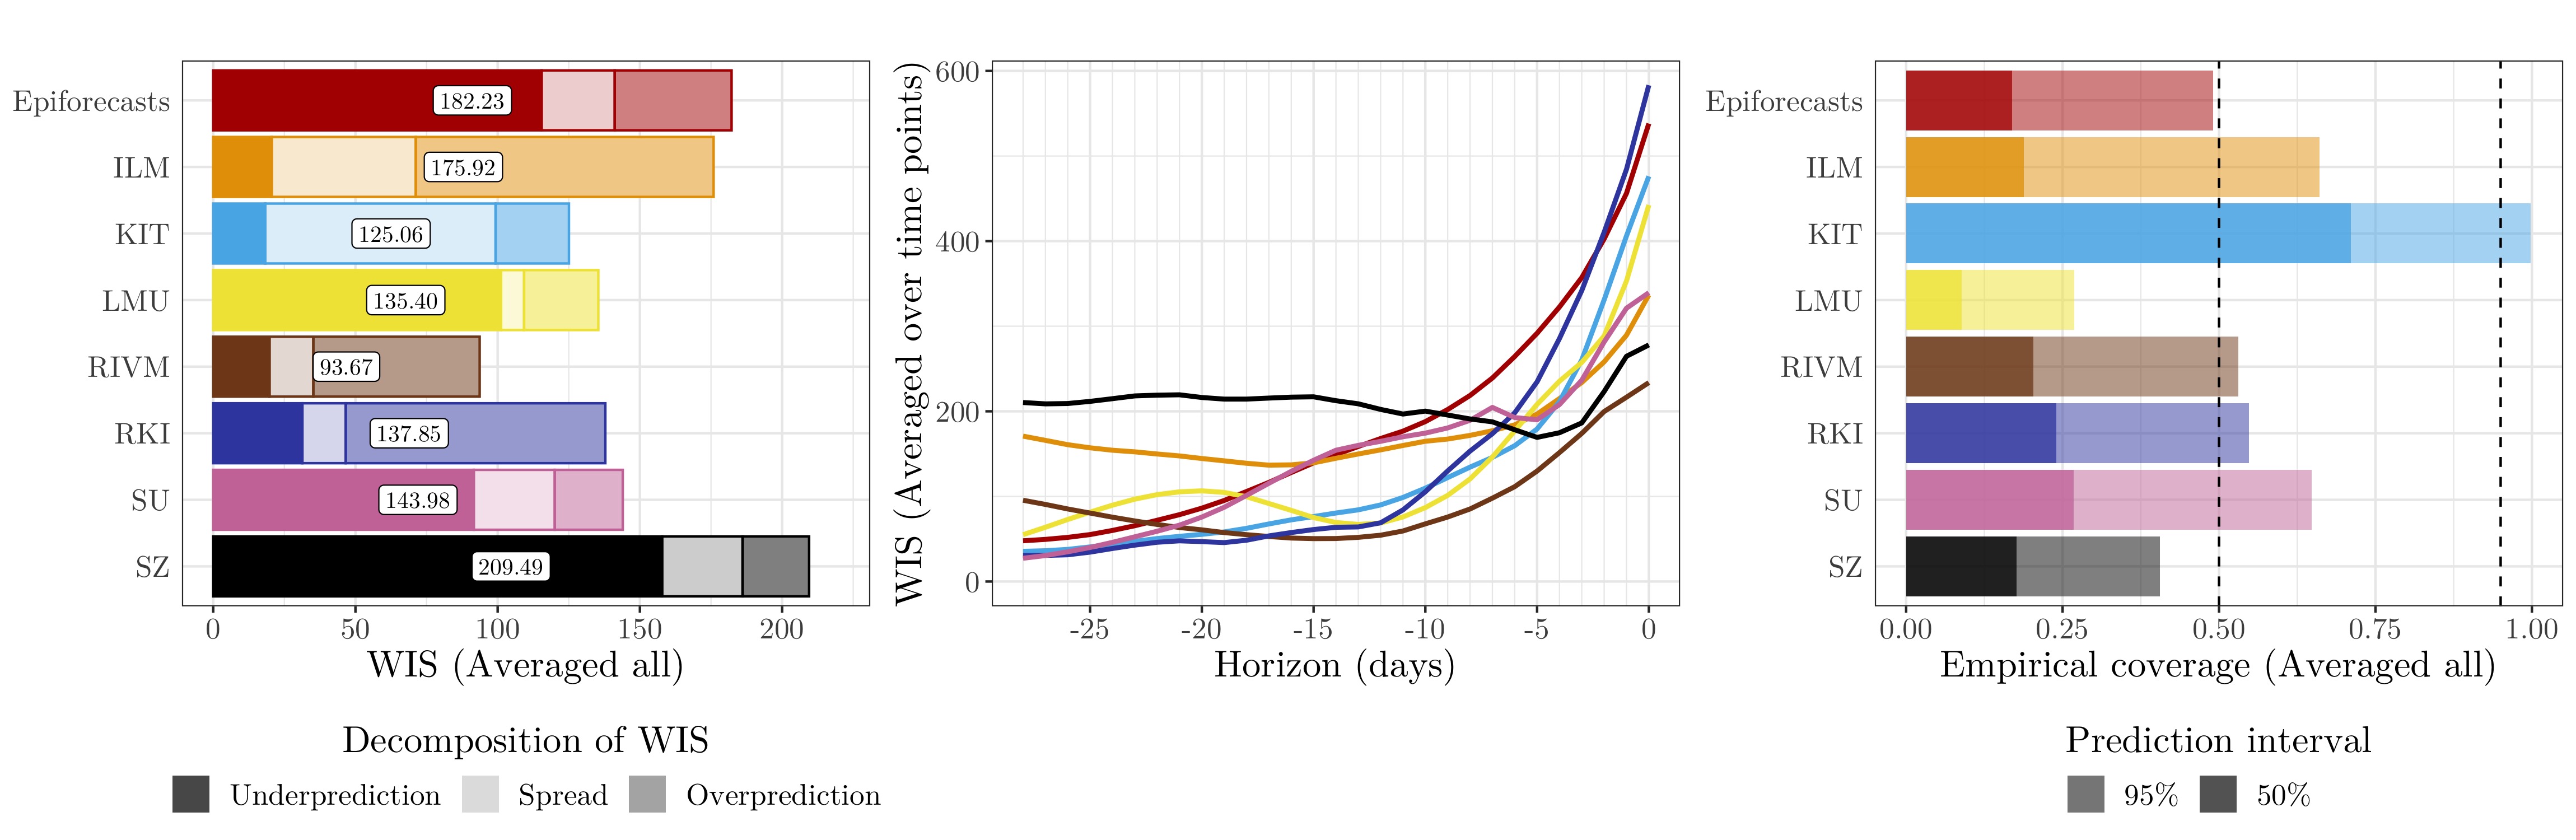 Epiforecasts
ILM
KIT
LMU
RIVM
RKI
SU
SZ
182.23
175.92
125.06
135.40
93.67
137.85
143.98
209.49
0 50 100 150 200
WIS (Averaged all)
Decomposition of WIS
Underprediction Spread Overprediction
WIS (Averaged over time points)
600
400
200
0
-25 -20 -15 -10 -5 0
Horizon (days)
Epiforecasts
ILM
KIT
LMU
RIVM
RKI
SU
SZ
0.00 0.25 0.50 0.75 1.00
Empirical coverage (Averaged all)
Prediction interval
95% 50%